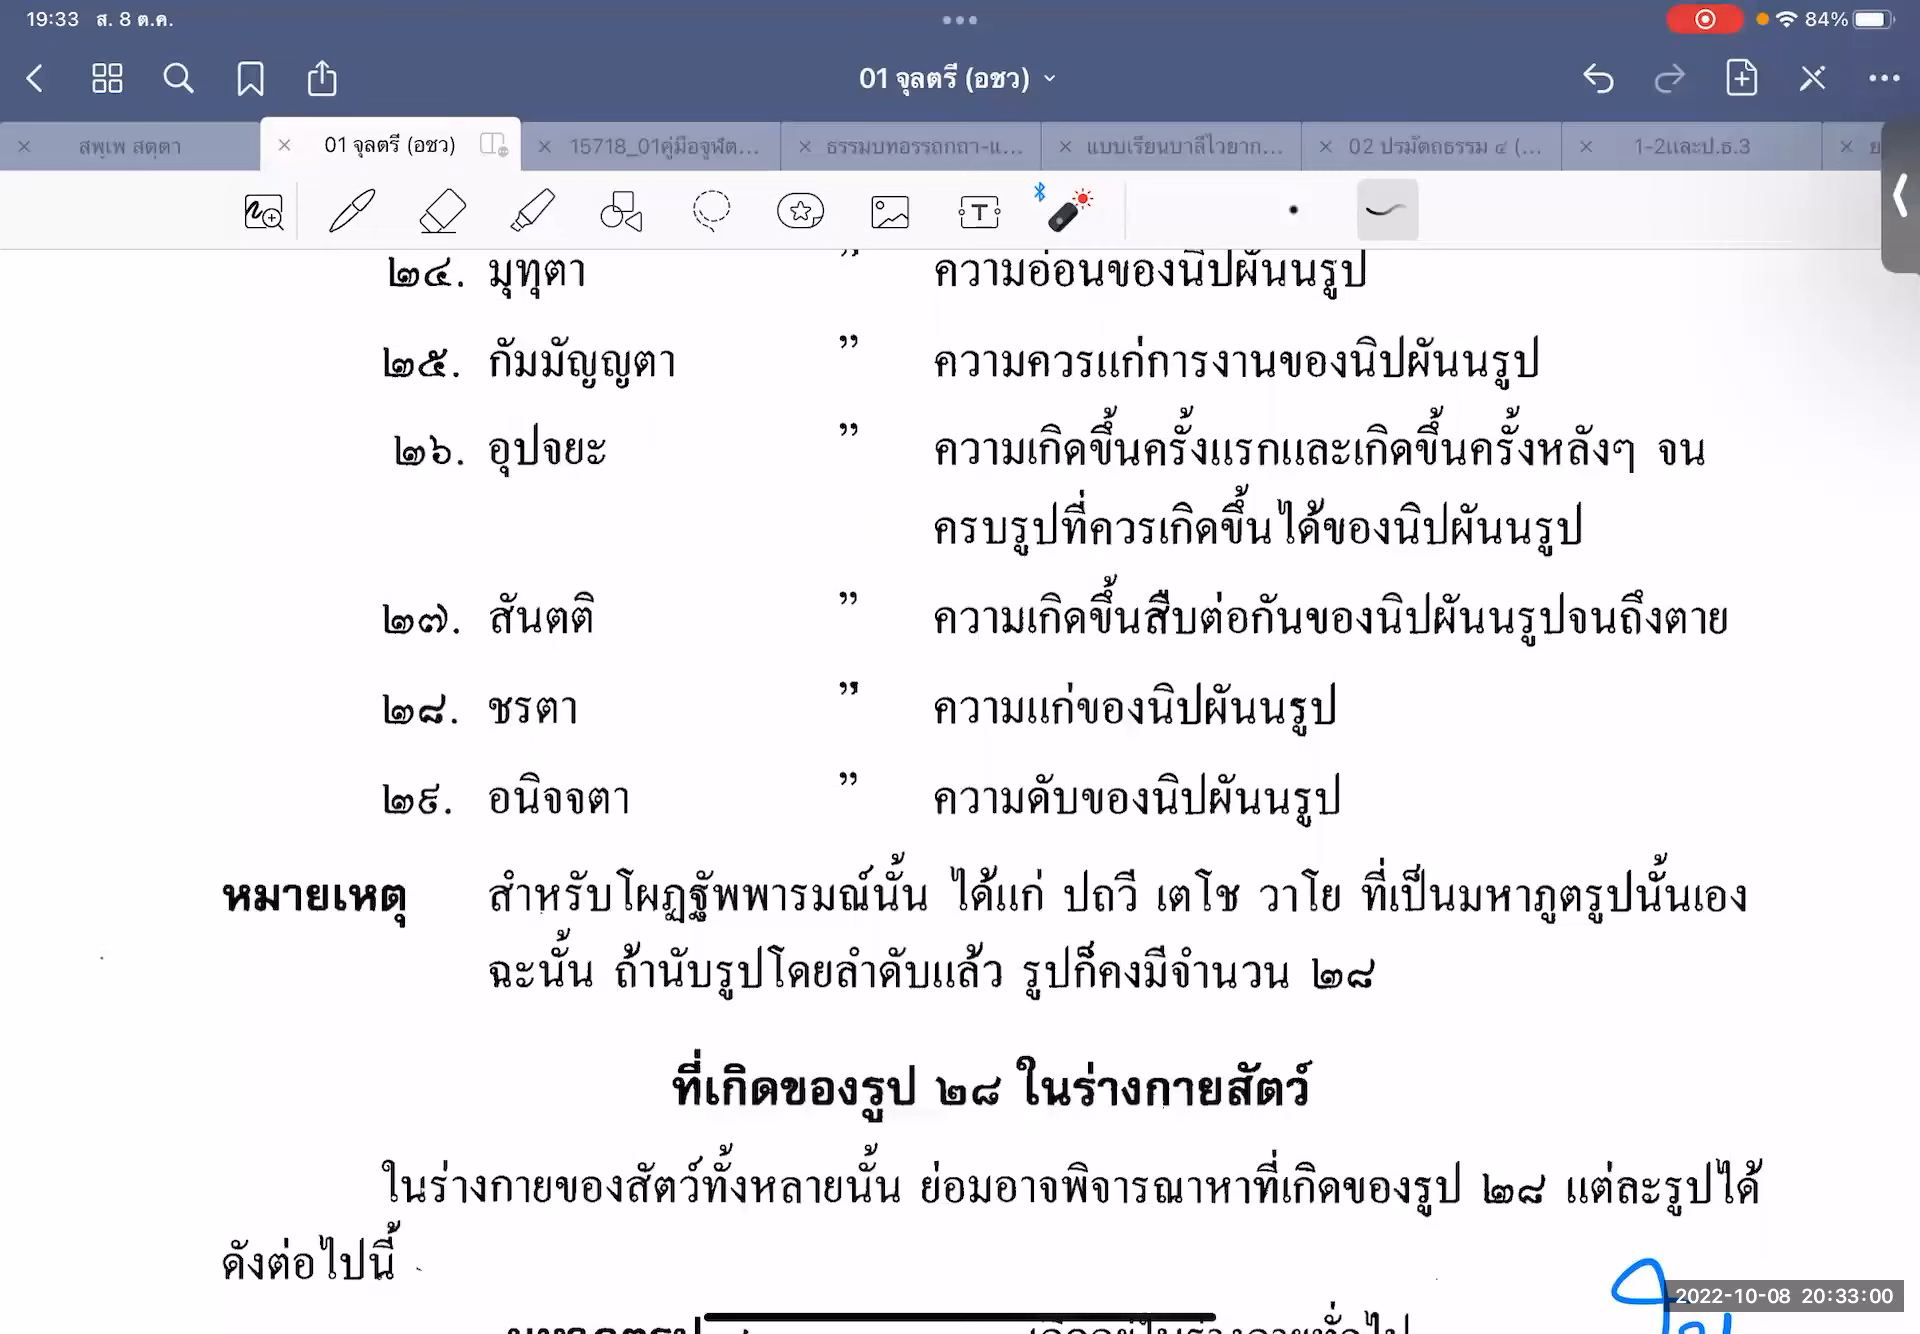 19:33 ส. 8 ต.ค.
84%
01 จุลตรี (อชว)
สพฺเพ สตฺตา
01 จุลตรี (อชว)
15718_01คู่มือจูฬัต...
ธรรมบทอรรถกถา-แ...
แบบเรียนบาลีไวยาก...
02 ปรมัตถธรรม ๔ (...
1-2และป.ธ.3
๒๔. มุทุตา ” ความอ่อนของนิปผันนรูป
๒๕. กัมมัญญตา ” ความควรแก่การงานของนิปผันนรูป
๒๖. อุปจยะ ” ความเกิดขึ้นครั้งแรกและเกิดขึ้นครั้งหลังๆ จน
ครบรูปที่ควรเกิดขึ้นได้ของนิปผันนรูป
๒๗. สันตติ ” ความเกิดขึ้นสืบต่อกันของนิปผันนรูปจนถึงตาย
๒๘. ชรตา ” ความแก่ของนิปผันนรูป
๒๙. อนิจจตา ” ความดับของนิปผันนรูป
หมายเหตุ สำหรับโผฏฐัพพารมณ์นั้น ได้แก่ ปถวี เตโช วาโย ที่เป็นมหาภูตรูปนั้นเอง
ฉะนั้น ถ้านับรูปโดยลำดับแล้ว รูปก็คงมีจำนวน ๒๘
ที่เกิดของรูป ๒๘ ในร่างกายสัตว์
ในร่างกายของสัตว์ทั้งหลายนั้น ย่อมอาจพิจารณาหาที่เกิดของรูป ๒๘ แต่ละรูปได้
ดังต่อไปนี้
2022-10-08 20:33:00